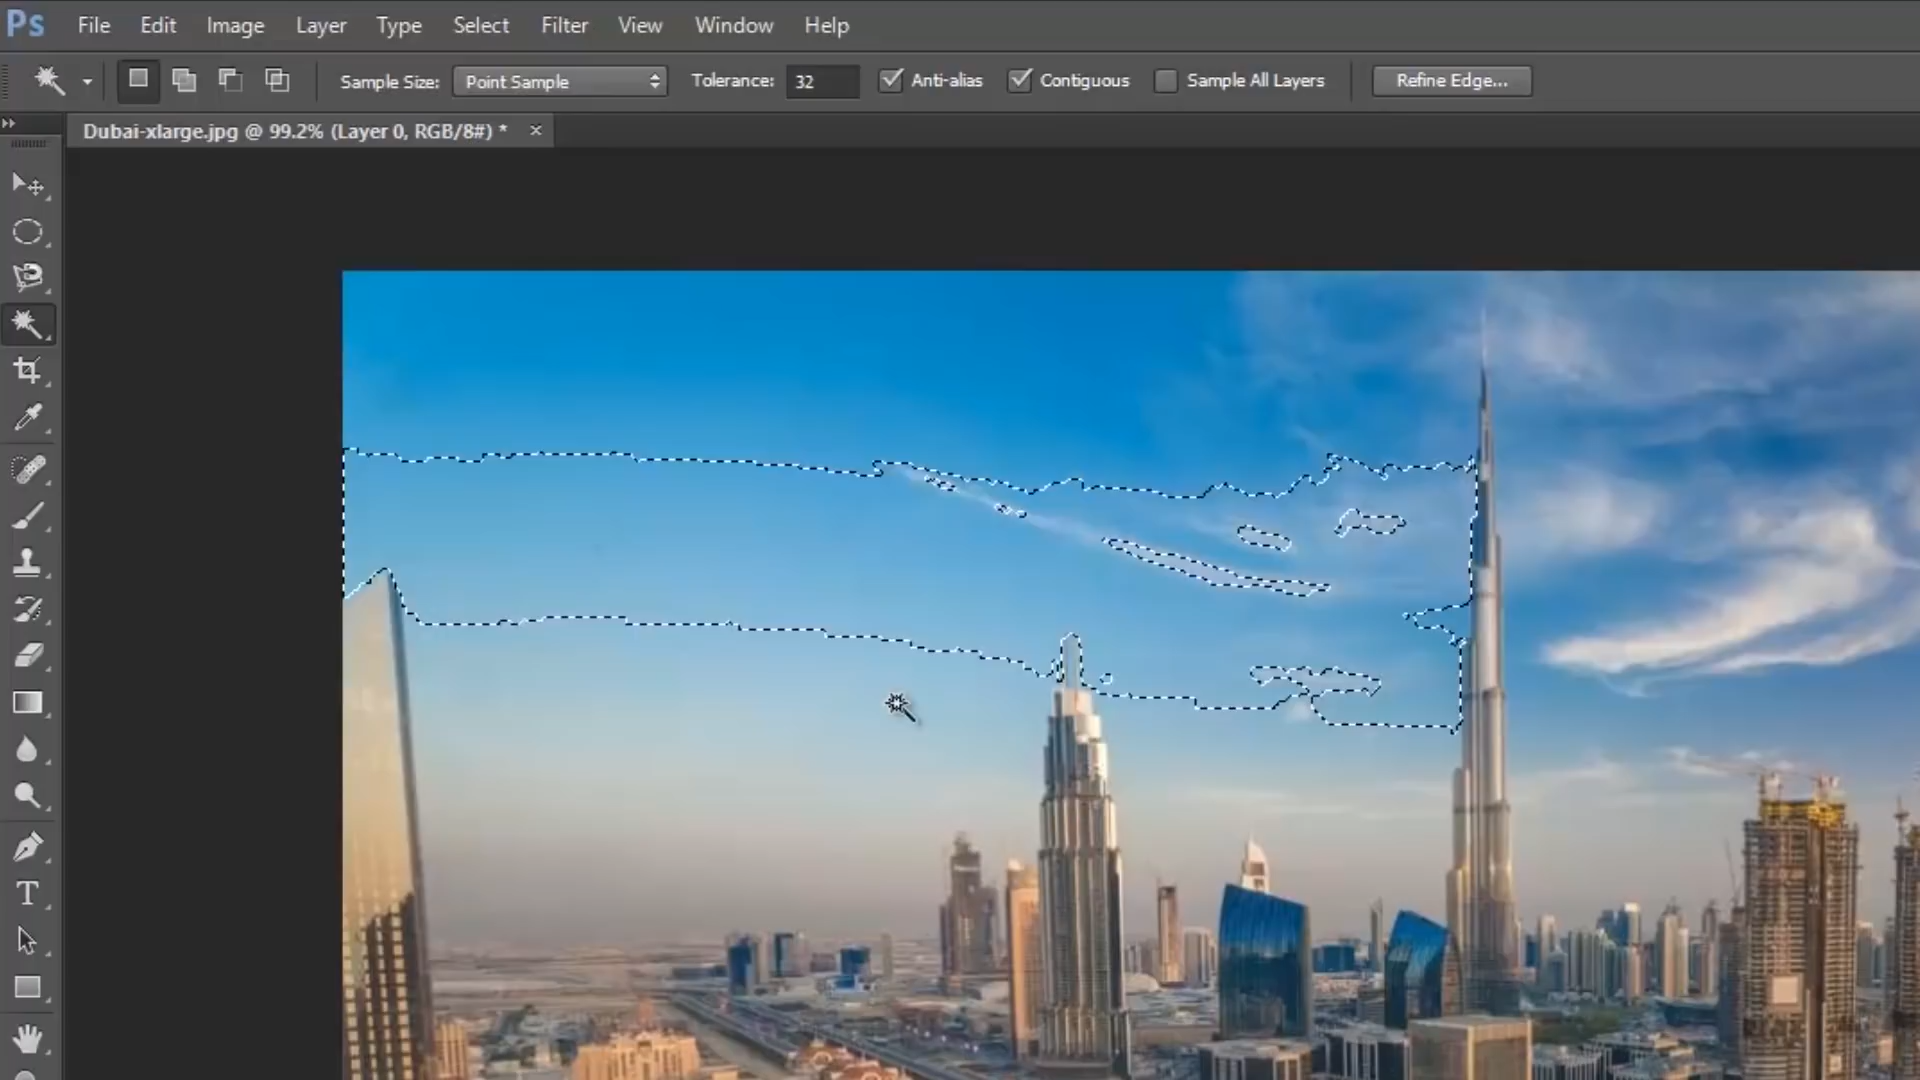 Ps File Edit Image Layer Type Select Filter View Window Help
Sample Size: Point Sample Tolerance: 32 Anti-alias Contiguous Sample All Layers Refine Edge...
Dubai-xlarge.jpg @ 99.2% (Layer 0, RGB/8#) * ×
T